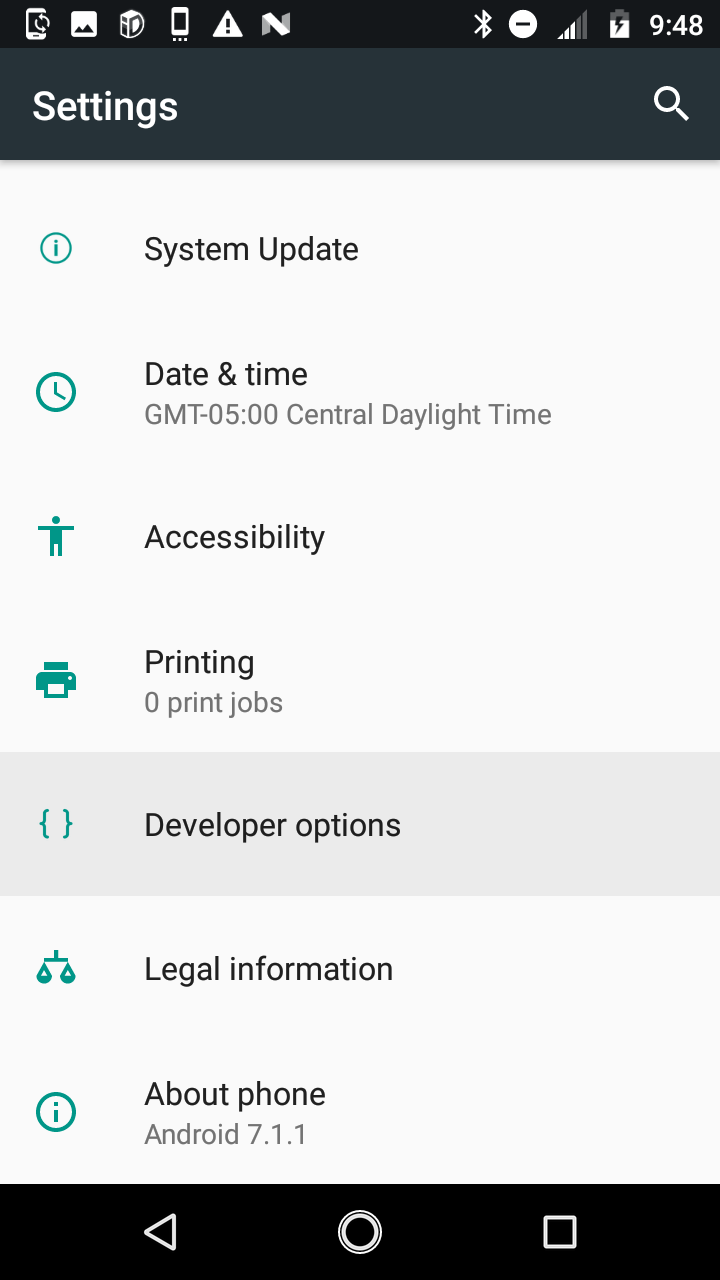 9:48
Settings
System Update
Date & time
GMT-05:00 Central Daylight Time
Accessibility
Printing
0 print jobs
{ } Developer options
Legal information
About phone
Android 7.1.1